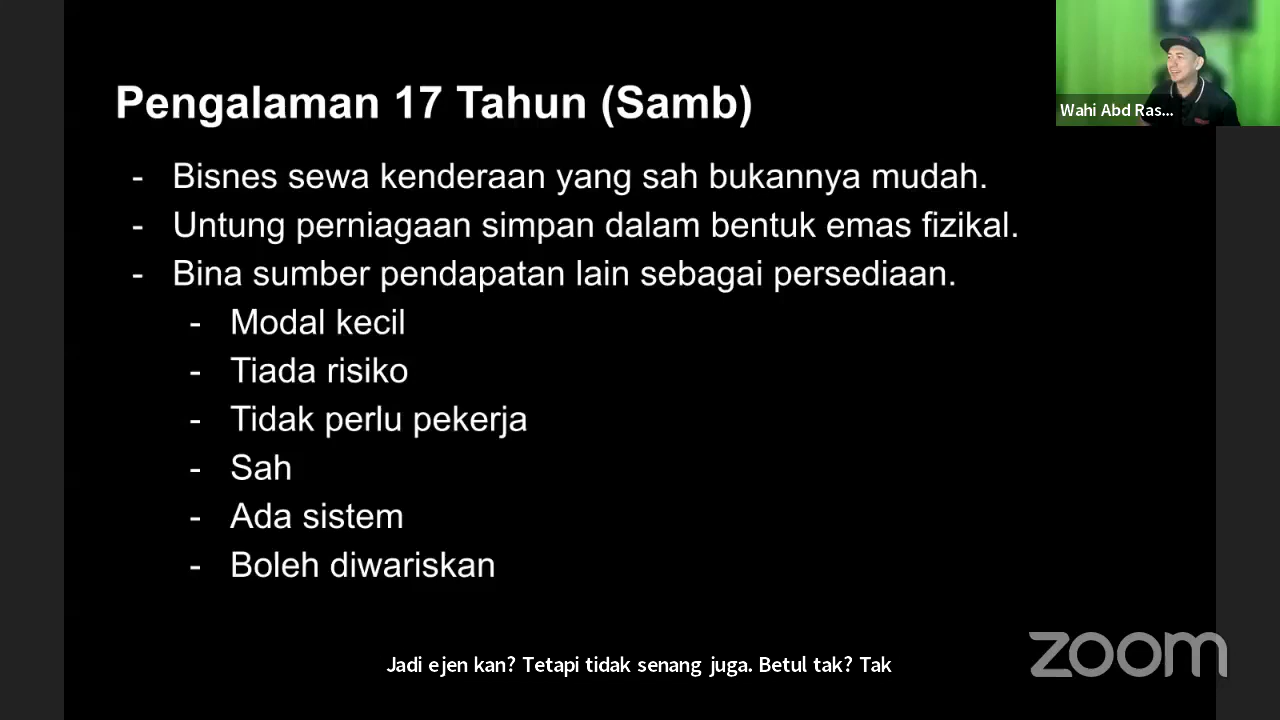 Pengalaman 17 Tahun (Samb)
Wahi Abd Ras...
- Bisnes sewa kenderaan yang sah bukannya mudah.
- Untung perniagaan simpan dalam bentuk emas fizikal.
- Bina sumber pendapatan lain sebagai persediaan.
- Modal kecil
- Tiada risiko
- Tidak perlu pekerja
- Sah
- Ada sistem
- Boleh diwariskan
Jadi ejen kan? Tetapi tidak senang juga. Betul tak? Tak
zoom